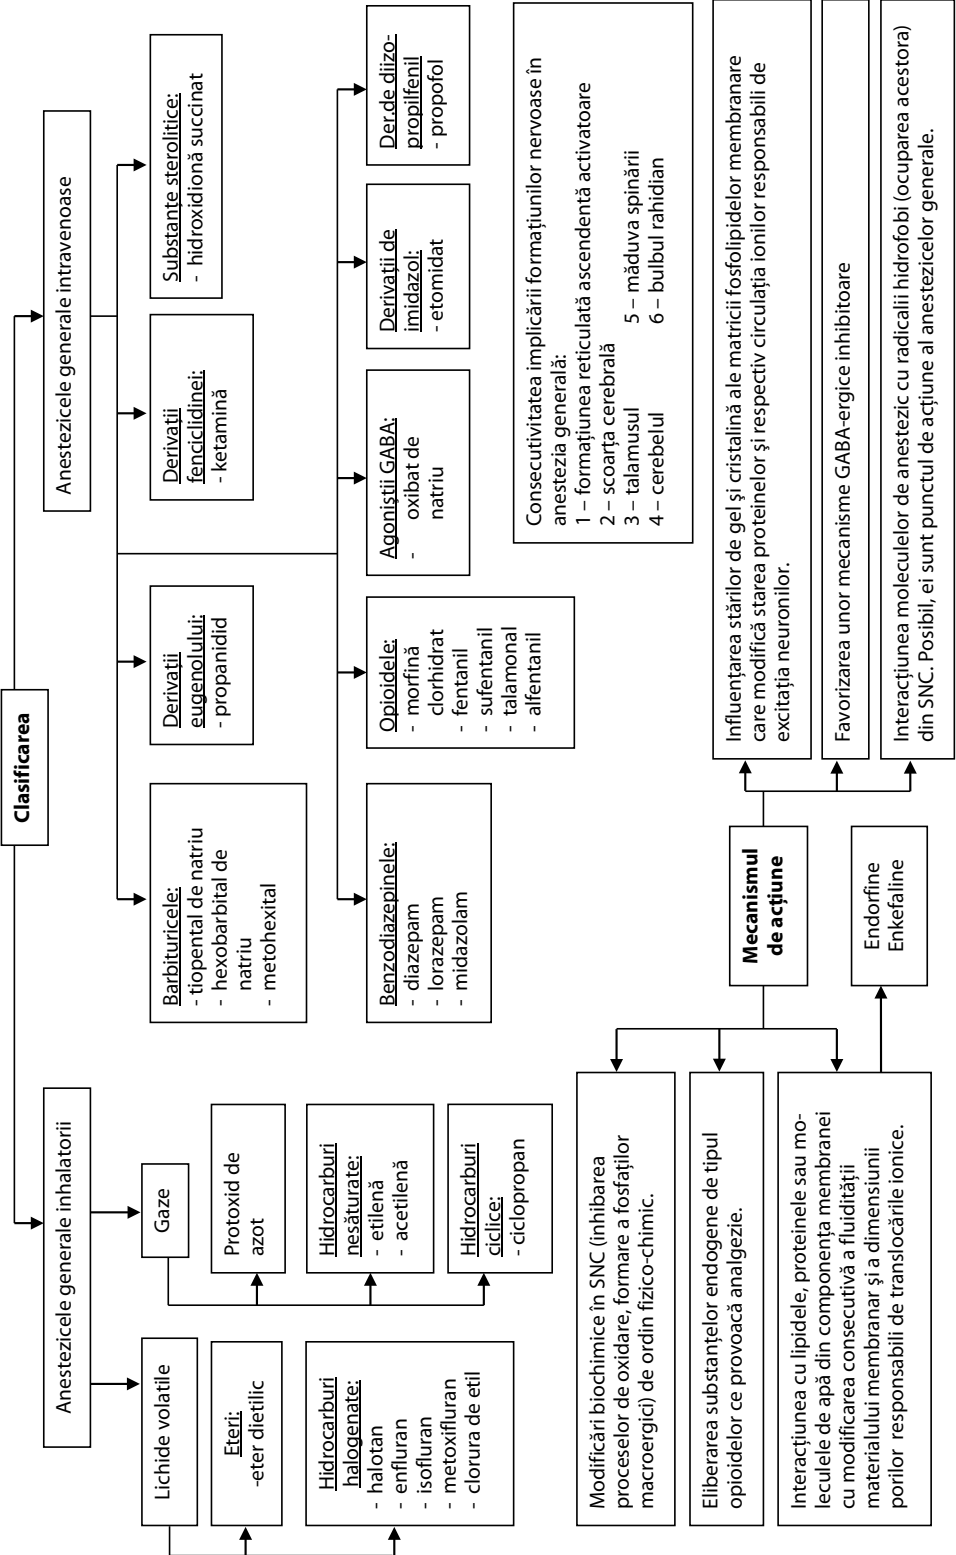 Clasificarea
Anestezicele generale inhalatorii
Lichide volatile
Eteri:
-eter dietilic
Hidrocarburi
halogenate:
- halotan
- enfluran
- isofluran
- metoxifluran
- clorura de etil
Gaze
Protoxid de
azot
Hidrocarburi
nesăturate:
- etilenă
- acetilenă
Hidrocarburi
ciclice:
- ciclopropan
Anestezicele generale intravenoase
Barbituricele:
- tiopental de natriu
- hexobarbital de
natriu
- metohexital
Derivații
eugenolului:
- propanidid
Derivații
fenciclidinei:
- ketamină
Substanțe sterolitice:
- hidroxidionă succinat
Benzodiazepinele:
- diazepam
- lorazepam
- midazolam
Opioidele:
- morfină
clorhidrat
- fentanil
- sufentanil
- talamonal
- alfentanil
Agoniștii GABA:
- oxibat de
natriu
Derivații de
imidazol:
- etomidat
Der.de diizo-
propilfenil
- propofol
Consecutivitatea implicării formațiunilor nervoase în
anestezia generală:
1 – formațiunea reticulată ascendentă activatoare
2 – scoarța cerebrală
3 – talamusul
4 – cerebelul
5 – măduva spinării
6 – bulbul rahidian
Mecanismul
de acțiune
Modificări biochimice în SNC (inhibarea
proceselor de oxidare, formare a fosfaților
macroergici) de ordin fizico-chimic.
Eliberarea substanțelor endogene de tipul
opioidelor ce provoacă analgezie.
Interacțiunea cu lipidele, proteinele sau mo-
leculele de apă din componența membranei
cu modificarea consecutivă a fluidității
materialului membranar și a dimensiunii
porilor responsabili de translocările ionice.
Endorfine
Enkefaline
Influențarea stărilor de gel și cristalină ale matricii fosfolipidelor membranare
care modifică starea proteinelor și respectiv circulația ionilor responsabili de
excitația neuronilor.
Favorizarea unor mecanisme GABA-ergice inhibitoare
Interacțiunea moleculelor de anestezic cu radicalii hidrofobi (ocuparea acestora)
din SNC. Posibil, ei sunt punctul de acțiune al anestezicelor generale.